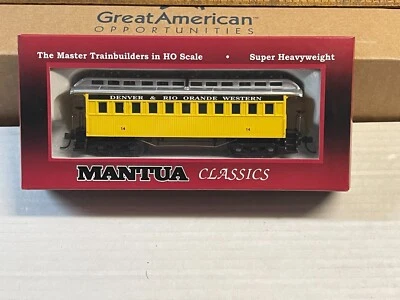 GreatAmerican
OPPORTUNITIES
The Master Trainbuilders in HO Scale • Super Heavyweight
DENVER & RIO GRANDE WESTERN
14 14
MANTUA CLASSICS